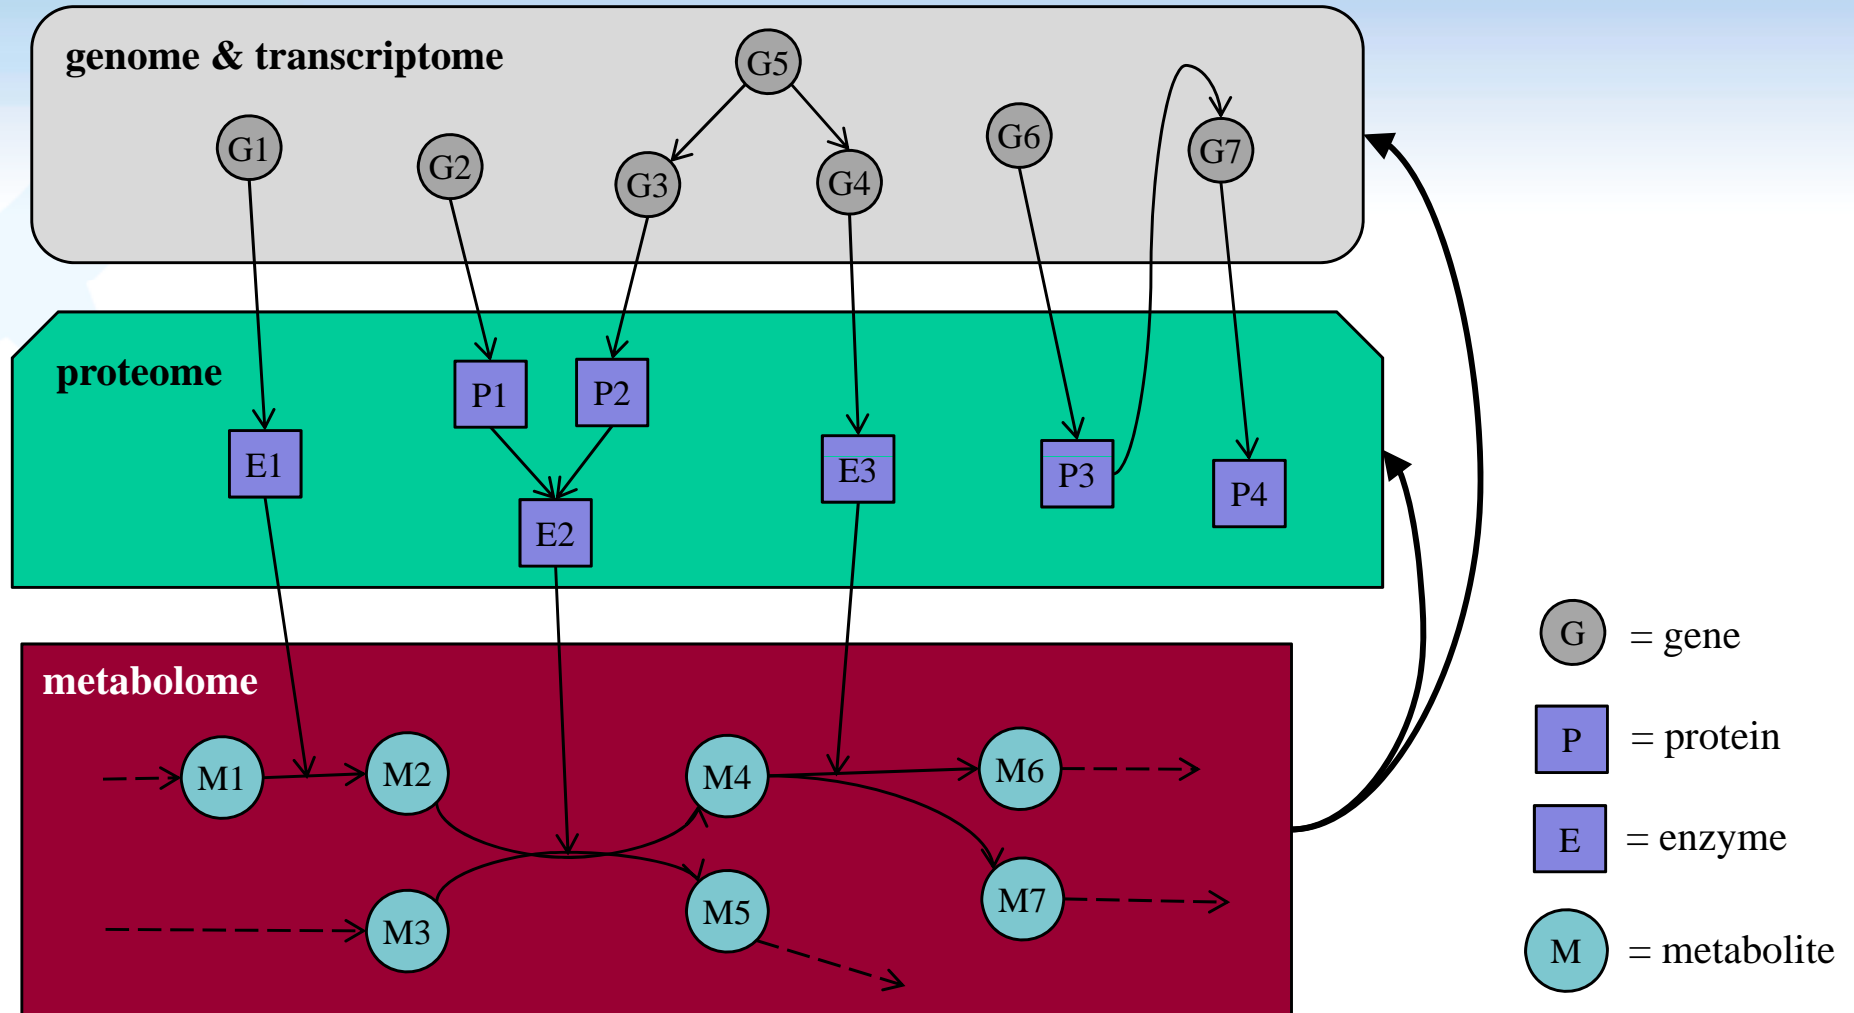 genome & transcriptome
G5
G1
G2
G3
G4
G6
G7
proteome
P1
P2
E1
E2
E3
P3
P4
metabolome
M1
M2
M4
M6
M3
M5
M7
G = gene
P = protein
E = enzyme
M = metabolite